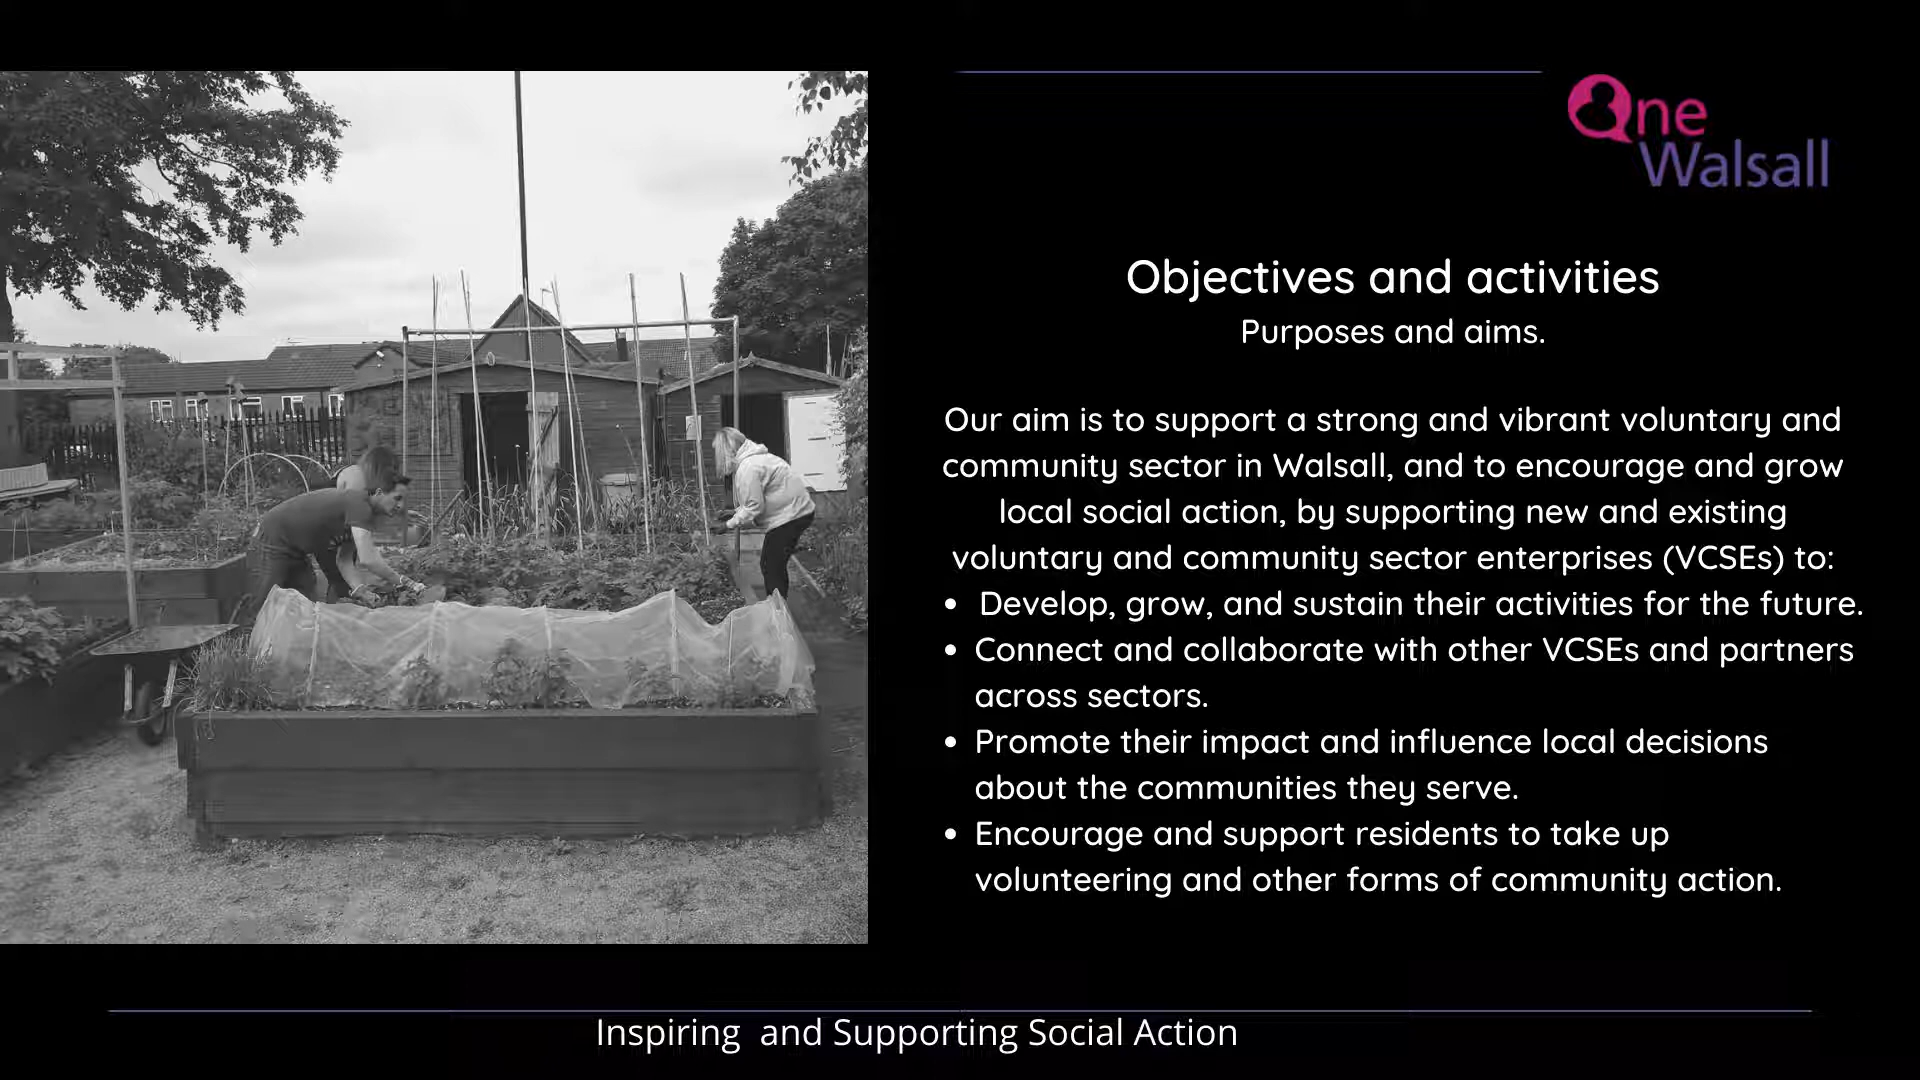 One
Walsall
Objectives and activities
Purposes and aims.
Our aim is to support a strong and vibrant voluntary and
community sector in Walsall, and to encourage and grow
local social action, by supporting new and existing
voluntary and community sector enterprises (VCSEs) to:
• Develop, grow, and sustain their activities for the future.
• Connect and collaborate with other VCSEs and partners
across sectors.
• Promote their impact and influence local decisions
about the communities they serve.
• Encourage and support residents to take up
volunteering and other forms of community action.
Inspiring  and Supporting Social Action